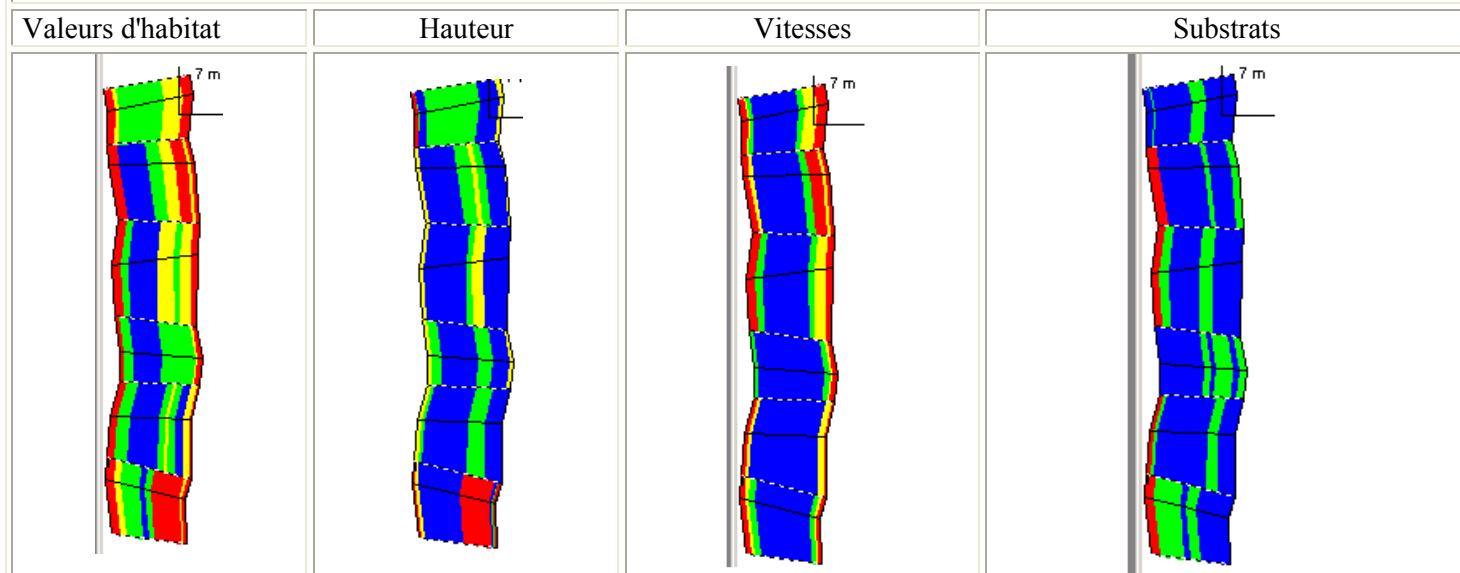 Valeurs d'habitat
Hauteur
Vitesses
Substrats
7 m
7 m
7 m